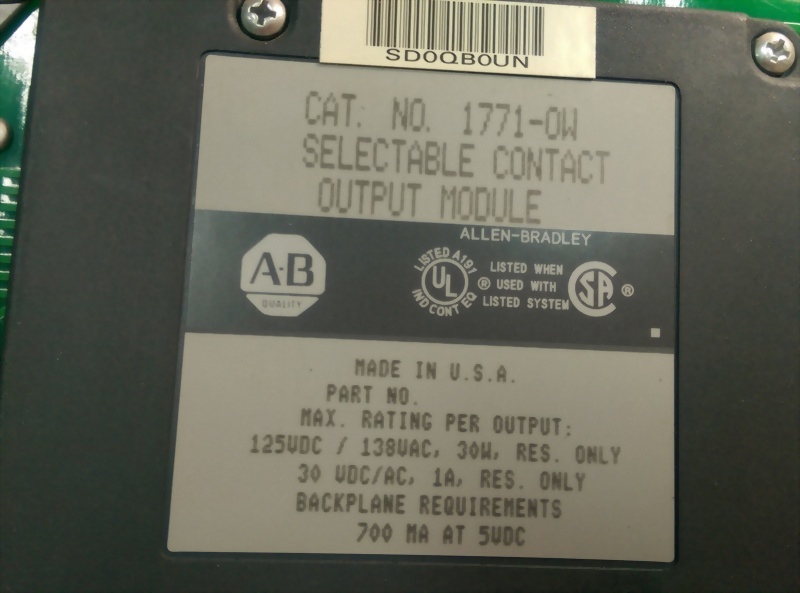 SD0QB0UN
CAT. NO. 1771-OW
SELECTABLE CONTACT
OUTPUT MODULE
ALLEN-BRADLEY
A-B
QUALITY
LISTED A191
UL
IND CONT EQ
®
LISTED WHEN
USED WITH
LISTED SYSTEM
SA
®
MADE IN U.S.A.
PART NO.
MAX. RATING PER OUTPUT:
125VDC / 138VAC, 30W, RES. ONLY
30 VDC/AC, 1A, RES. ONLY
BACKPLANE REQUIREMENTS
700 MA AT 5VDC